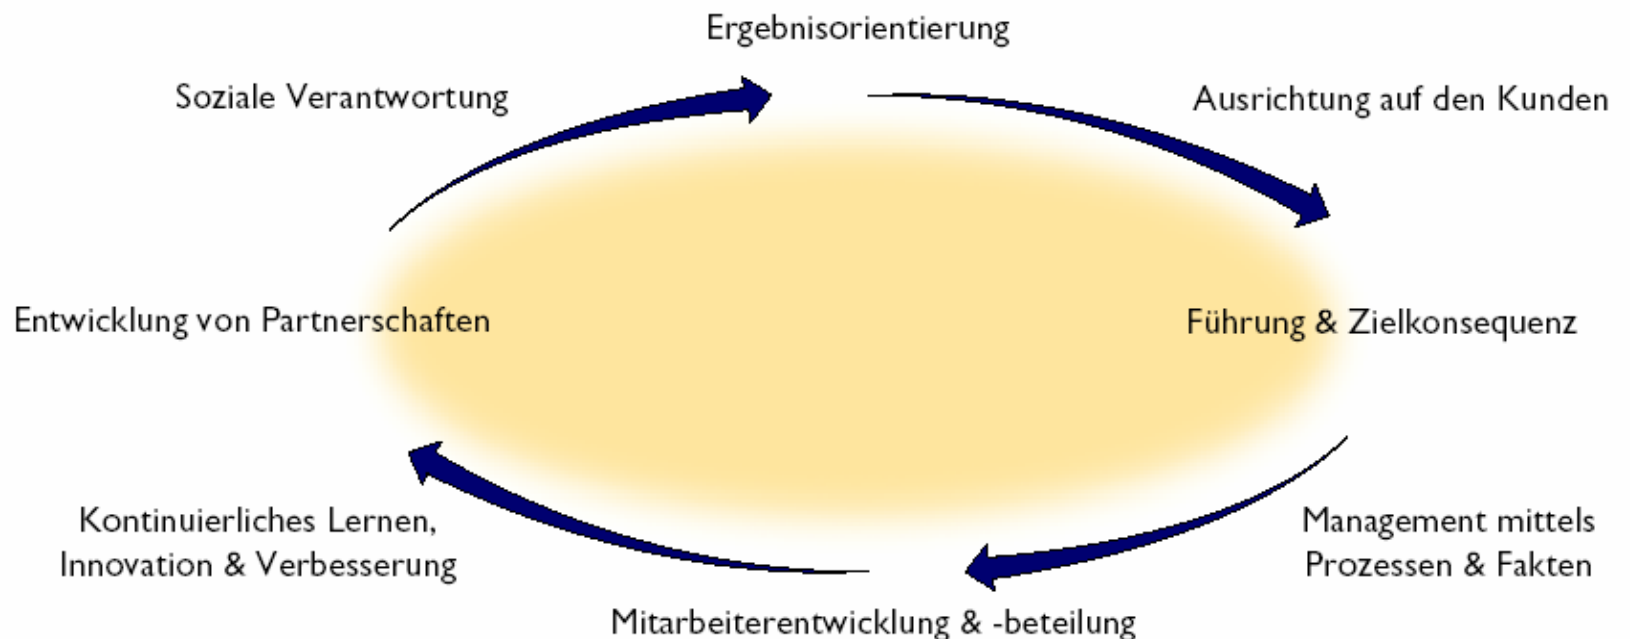 Ergebnisorientierung
Soziale Verantwortung
Ausrichtung auf den Kunden
Entwicklung von Partnerschaften
Führung & Zielkonsequenz
Kontinuierliches Lernen,
Innovation & Verbesserung
Management mittels
Prozessen & Fakten
Mitarbeiterentwicklung & -beteilung